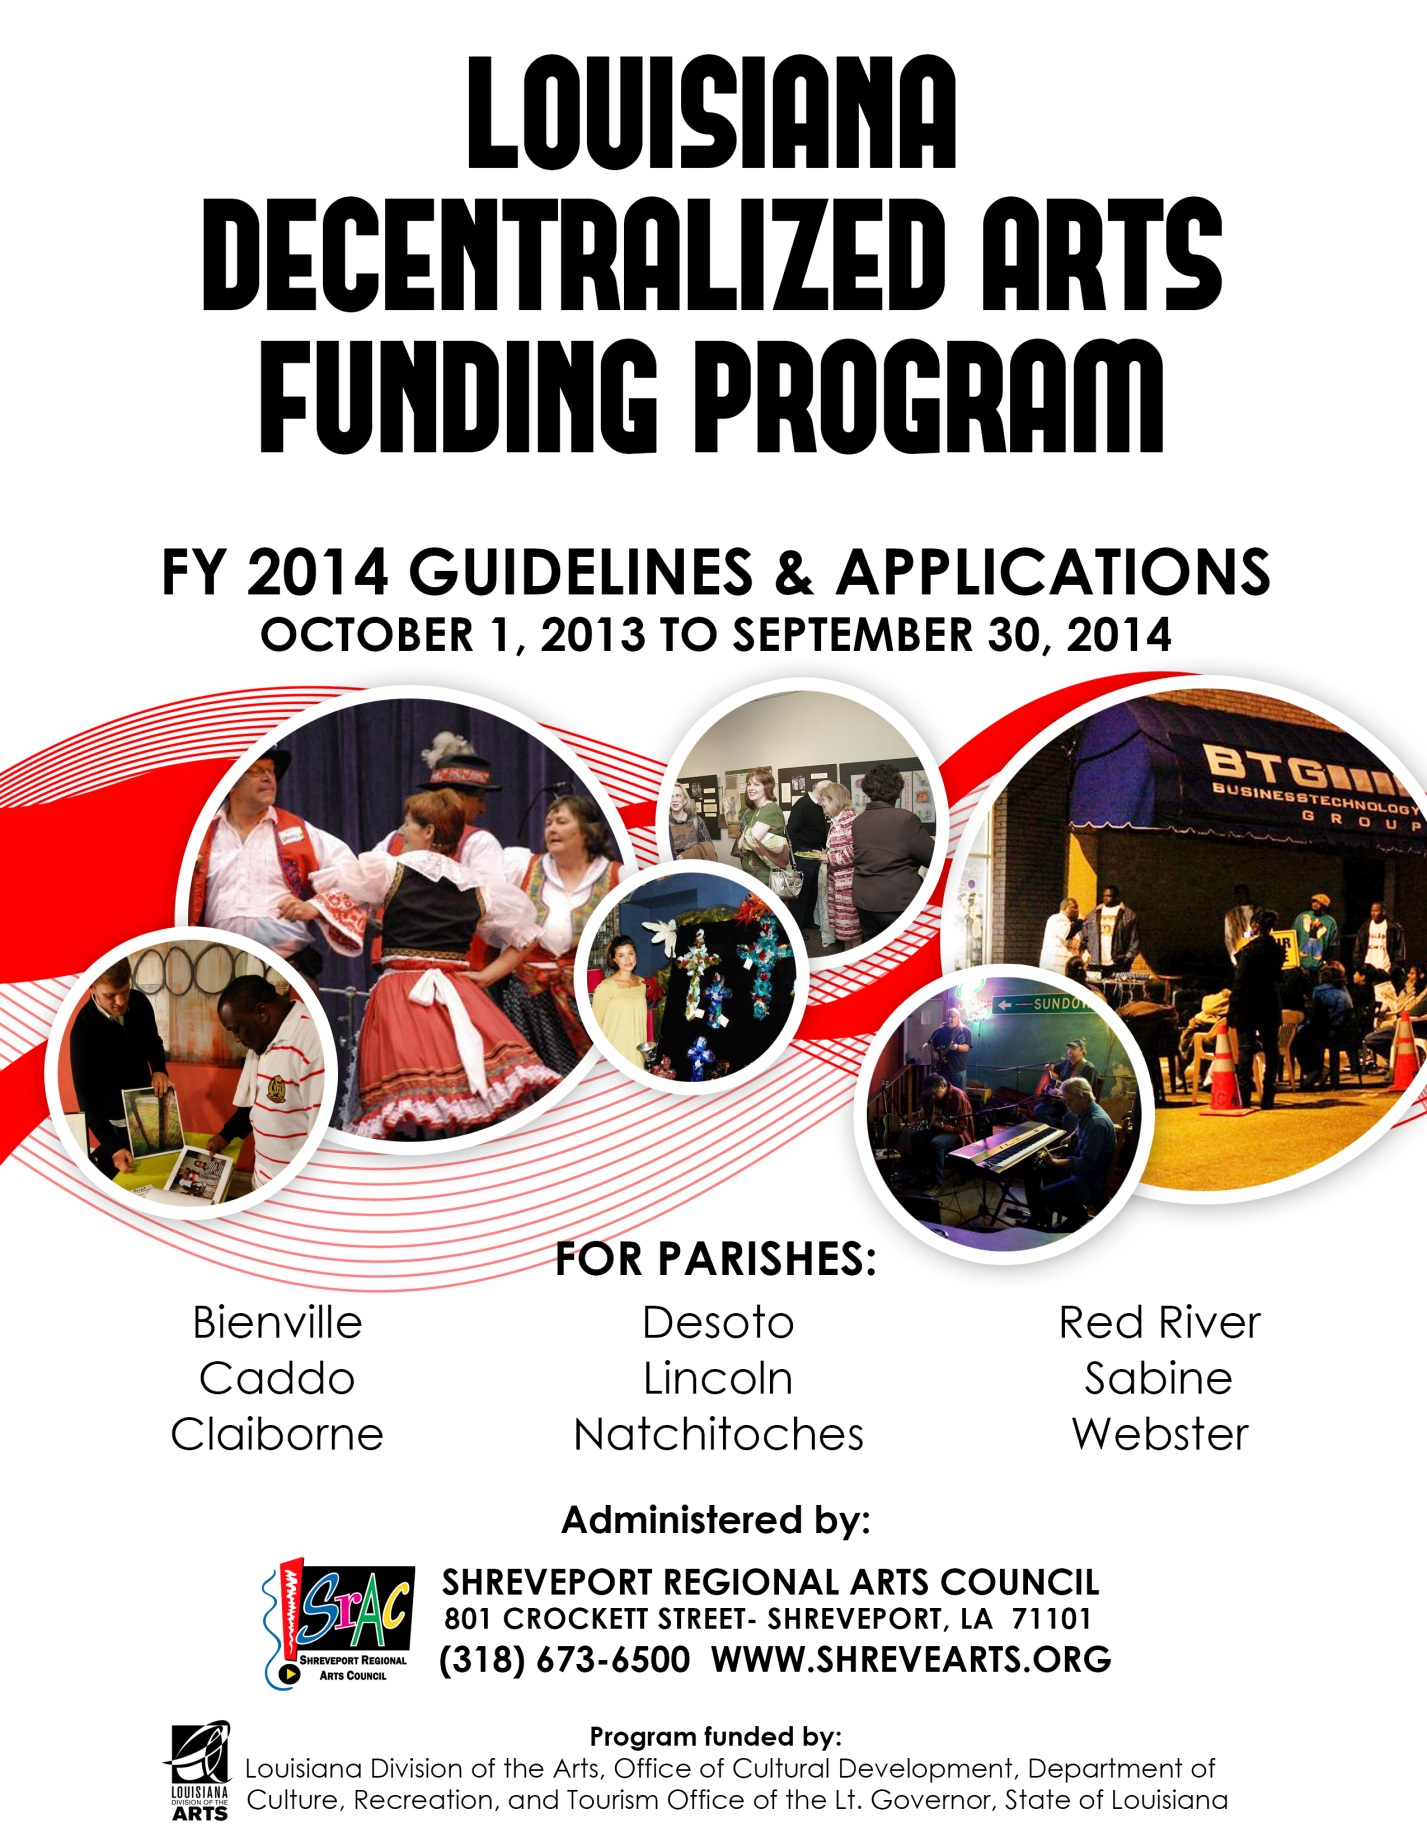 LOUISIANA
DECENTRALIZED ARTS
FUNDING PROGRAM
FY 2014 GUIDELINES & APPLICATIONS
OCTOBER 1, 2013 TO SEPTEMBER 30, 2014
BTG
BUSINESSTECHNOLOGY
GROUP
FOR PARISHES:
Bienville
Caddo
Claiborne
Desoto
Lincoln
Natchitoches
Red River
Sabine
Webster
Administered by:
SrAC
SHREVEPORT REGIONAL
ARTS COUNCIL
SHREVEPORT REGIONAL ARTS COUNCIL
801 CROCKETT STREET- SHREVEPORT, LA 71101
(318) 673-6500 WWW.SHREVEARTS.ORG
LOUISIANA
DIVISION OF THE
ARTS
Program funded by:
Louisiana Division of the Arts, Office of Cultural Development, Department of
Culture, Recreation, and Tourism Office of the Lt. Governor, State of Louisiana